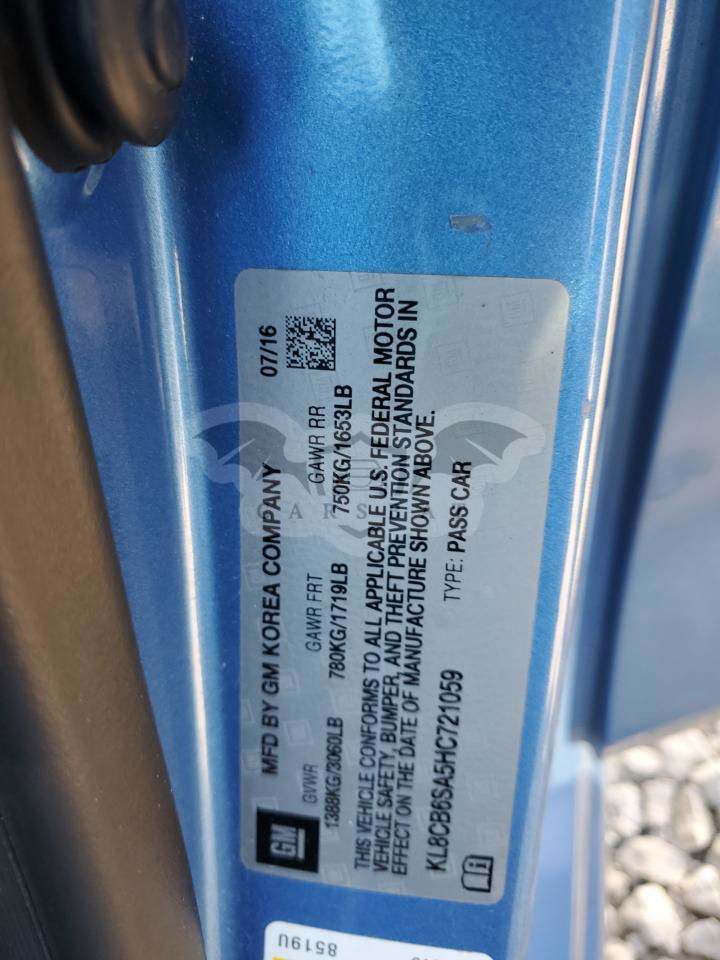 GM
MFD BY GM KOREA COMPANY
07/16
GVWR GAWR FRT GAWR RR
1388KG/3060LB 780KG/1719LB 750KG/1653LB
THIS VEHICLE CONFORMS TO ALL APPLICABLE U.S. FEDERAL MOTOR
VEHICLE SAFETY, BUMPER, AND THEFT PREVENTION STANDARDS IN
EFFECT ON THE DATE OF MANUFACTURE SHOWN ABOVE.
KL8CB6SA5HC721059 TYPE: PASS CAR
8519U